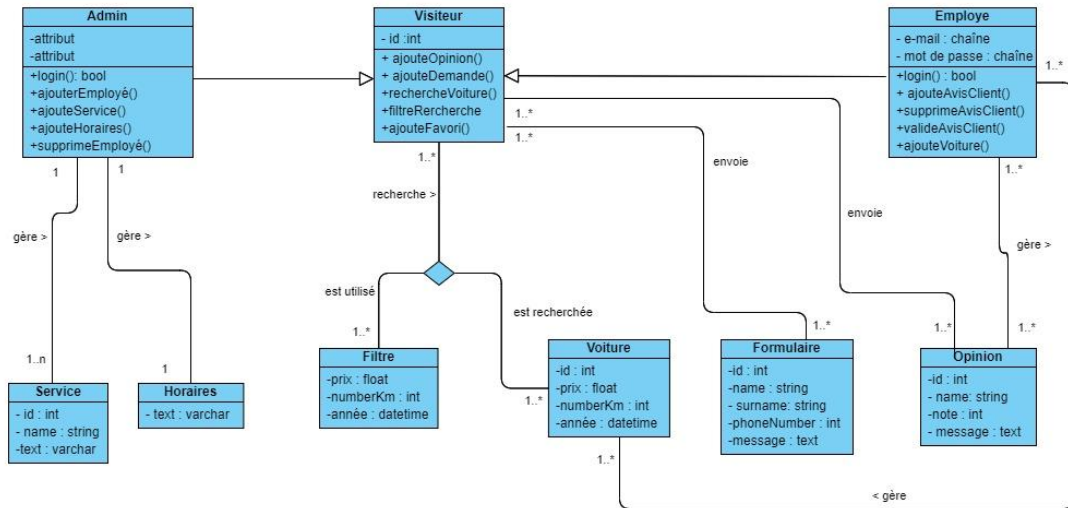 Admin
-attribut
-attribut
+login(): bool
+ajouterEmployé()
+ajouteService()
+ajouteHoraires()
+supprimeEmployé()
Visiteur
- id :int
+ ajouteOpinion()
+ ajouteDemande()
+rechercheVoiture()
+filtreRercherche
+ajouteFavori()
Employe
- e-mail : chaîne
- mot de passe : chaîne
+login() : bool
+ ajouteAvisClient()
+supprimeAvisClient()
+valideAvisClient()
+ajouteVoiture()
1..*
1
1
1..*
1..*
1..*
1..*
gère >
gère >
recherche >
envoie
envoie
gère >
est utilisé
est recherchée
1..n
1
1..*
1..*
1..*
1..*
1..*
Service
- id : int
- name : string
-text : varchar
Horaires
- text : varchar
Filtre
-prix : float
-numberKm : int
-année : datetime
Voiture
-id : int
-prix : float
-numberKm : int
-année : datetime
Formulaire
-id : int
-name : string
- surname: string
-phoneNumber : int
-message : text
Opinion
-id : int
- name: string
-note : int
- message : text
1..*
< gère